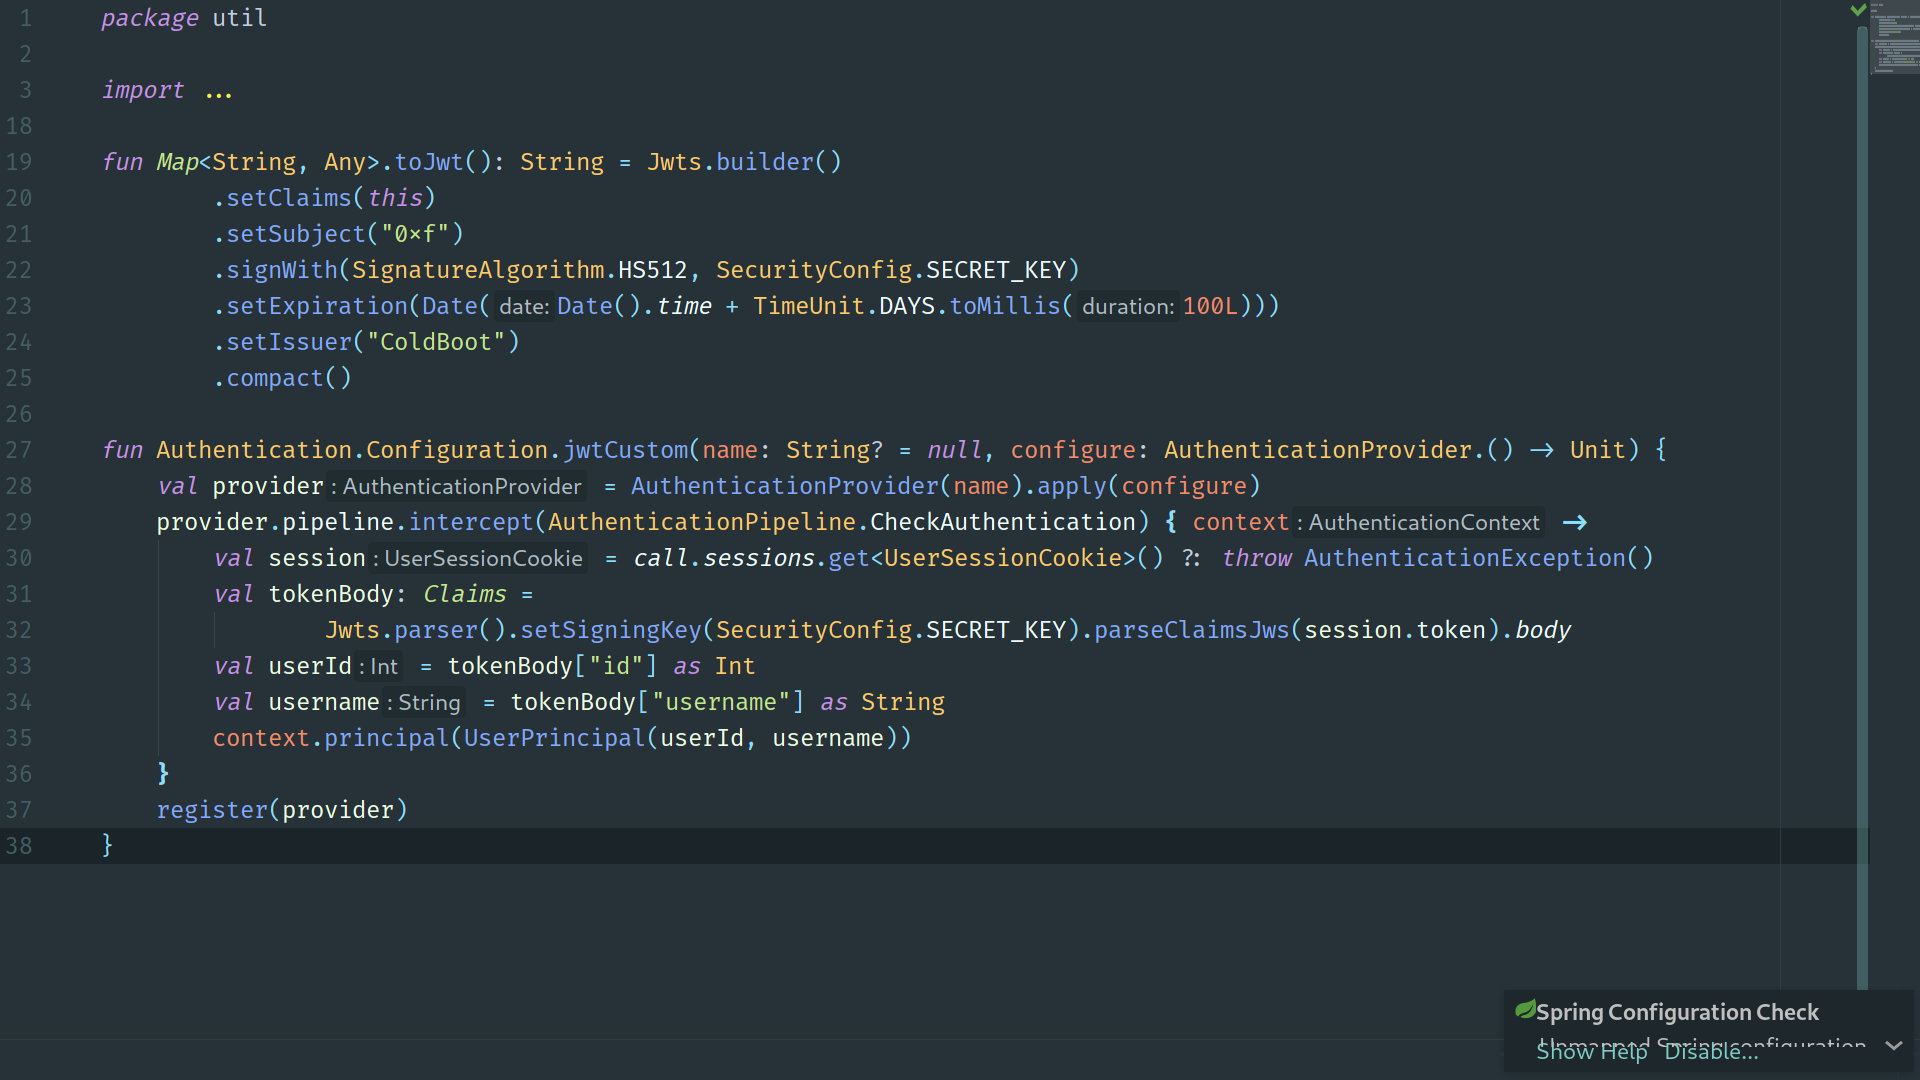 1 package util
2
3 import ...
18
19 fun Map<String, Any>.toJwt(): String = Jwts.builder()
20 .setClaims(this)
21 .setSubject("0×f")
22 .signWith(SignatureAlgorithm.HS512, SecurityConfig.SECRET_KEY)
23 .setExpiration(Date( date: Date().time + TimeUnit.DAYS.toMillis( duration: 100L)))
24 .setIssuer("ColdBoot")
25 .compact()
26
27 fun Authentication.Configuration.jwtCustom(name: String? = null, configure: AuthenticationProvider.() → Unit) {
28 val provider : AuthenticationProvider = AuthenticationProvider(name).apply(configure)
29 provider.pipeline.intercept(AuthenticationPipeline.CheckAuthentication) { context : AuthenticationContext →
30 val session : UserSessionCookie = call.sessions.get<UserSessionCookie>() ?: throw AuthenticationException()
31 val tokenBody: Claims =
32 Jwts.parser().setSigningKey(SecurityConfig.SECRET_KEY).parseClaimsJws(session.token).body
33 val userId : Int = tokenBody["id"] as Int
34 val username : String = tokenBody["username"] as String
35 context.principal(UserPrincipal(userId, username))
36 }
37 register(provider)
38 }
Spring Configuration Check
Unmapped Spring configuration
Show Help Disable...